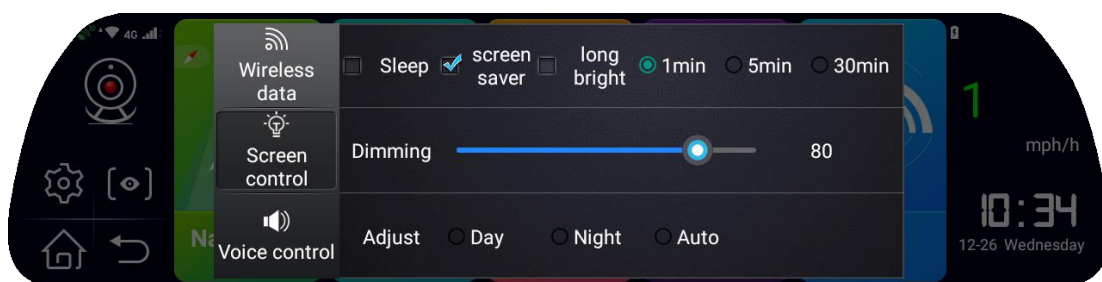 4G
Wireless
data
Sleep
screen
saver
long
bright
1min
5min
30min
Screen
control
Dimming
80
Voice control
Adjust
Day
Night
Auto
Na
1
mph/h
10:34
12-26 Wednesday